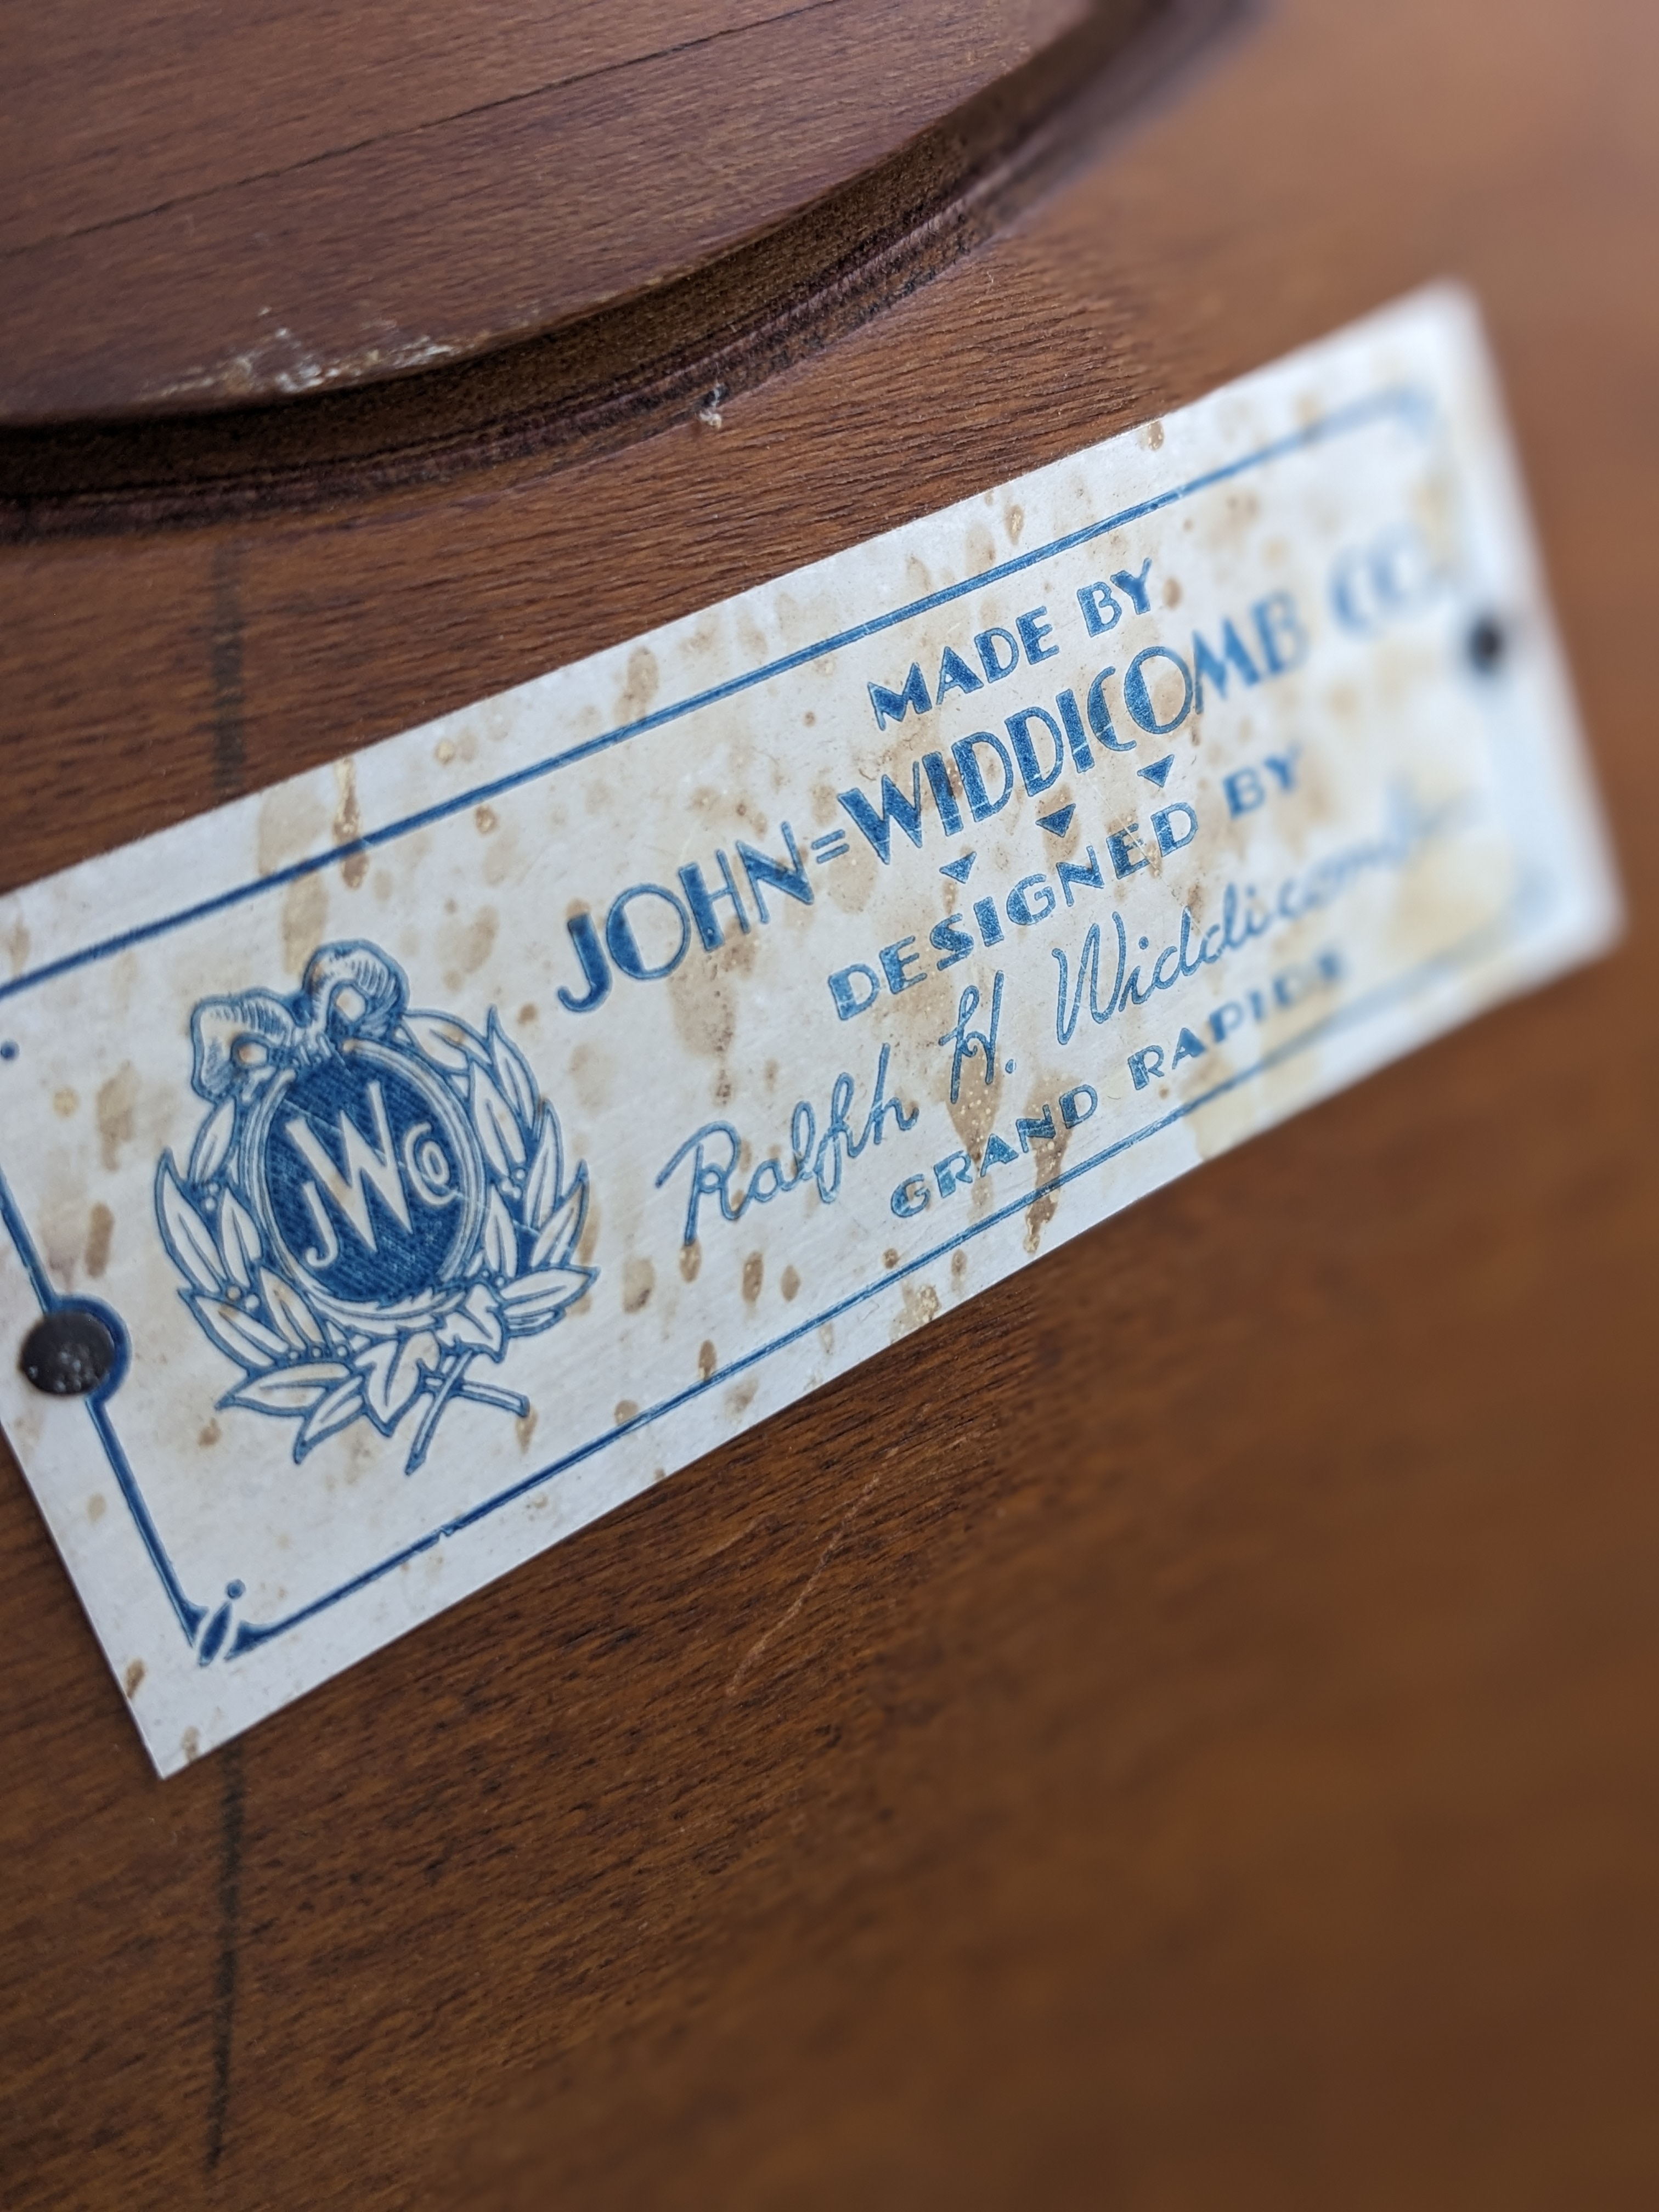 MADE BY
JOHN=WIDDICOMB CO.
DESIGNED BY
Ralph H. Widdicomb
GRAND RAPIDS
JWCo